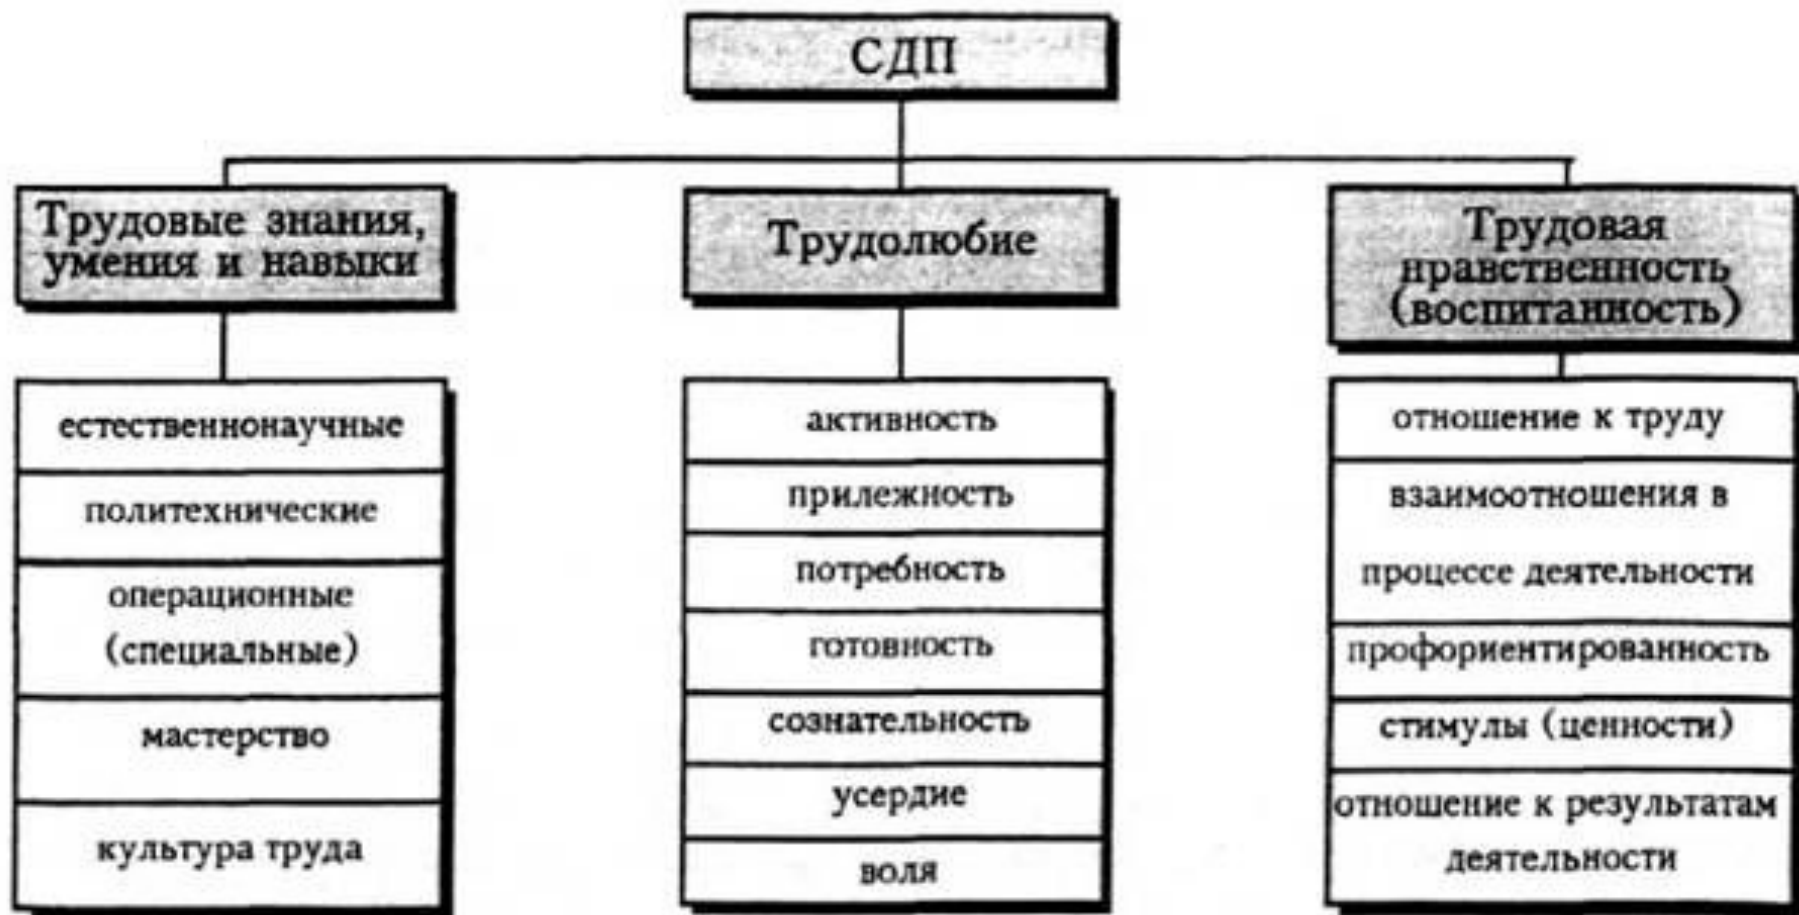 СДП
Трудовые знания,
умения и навыки
естественнонаучные
политехнические
операционные
(специальные)
мастерство
культура труда
Трудолюбие
активность
прилежность
потребность
готовность
сознательность
усердие
воля
Трудовая
нравственность
(воспитанность)
отношение к труду
взаимоотношения в
процессе деятельности
профориентированность
стимулы (ценности)
отношение к результатам
деятельности